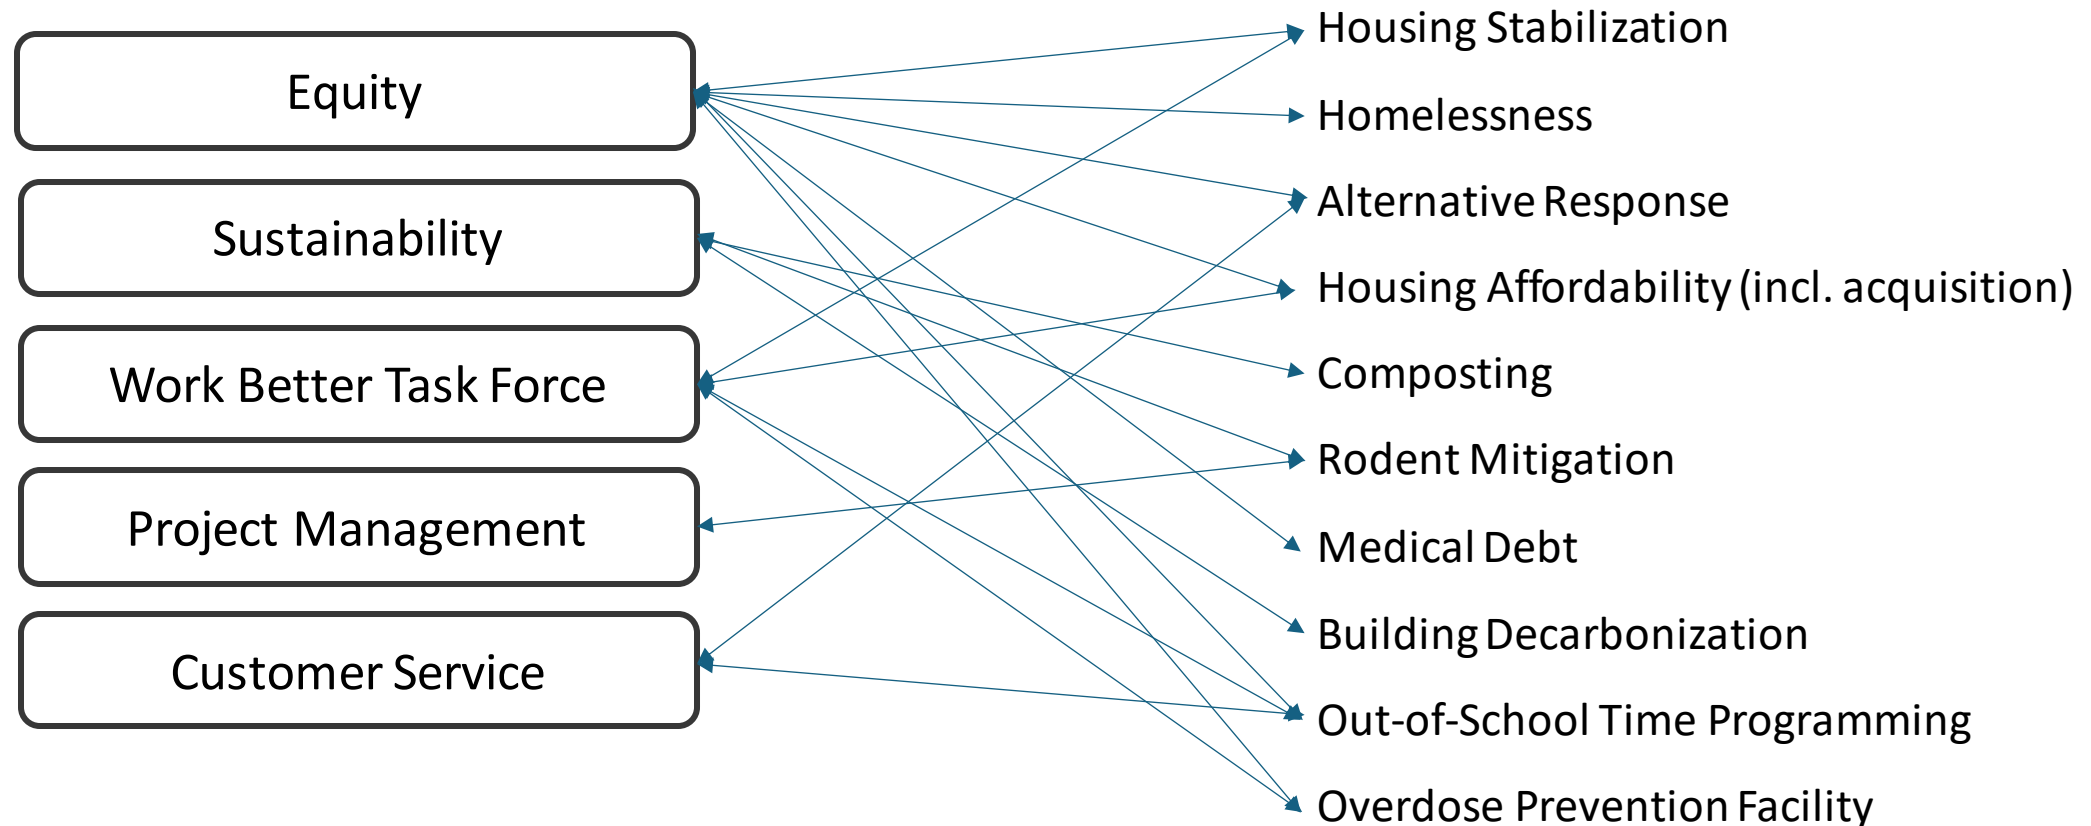 Equity
Sustainability
Work Better Task Force
Project Management
Customer Service
Housing Stabilization
Homelessness
Alternative Response
Housing Affordability (incl. acquisition)
Composting
Rodent Mitigation
Medical Debt
Building Decarbonization
Out-of-School Time Programming
Overdose Prevention Facility